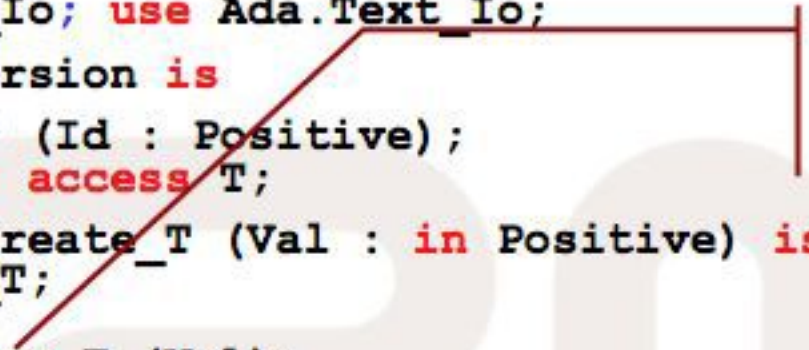 Io; use Ada.Text_Io;
rsion is
(Id : Positive);
access T;
reate_T (Val : in Positive) is
T;